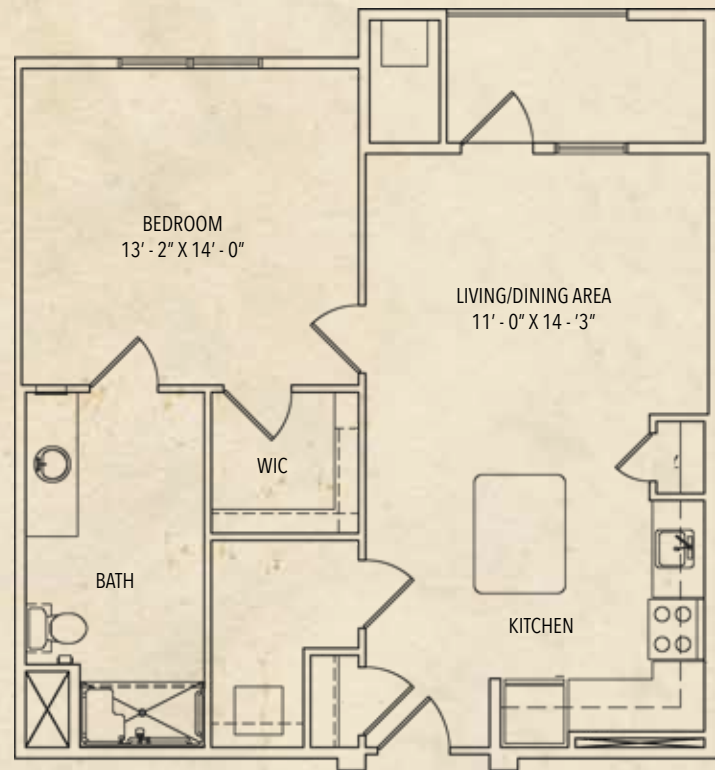 BEDROOM
13' - 2" X 14' - 0"
LIVING/DINING AREA
11' - 0" X 14 - '3"
WIC
BATH
KITCHEN